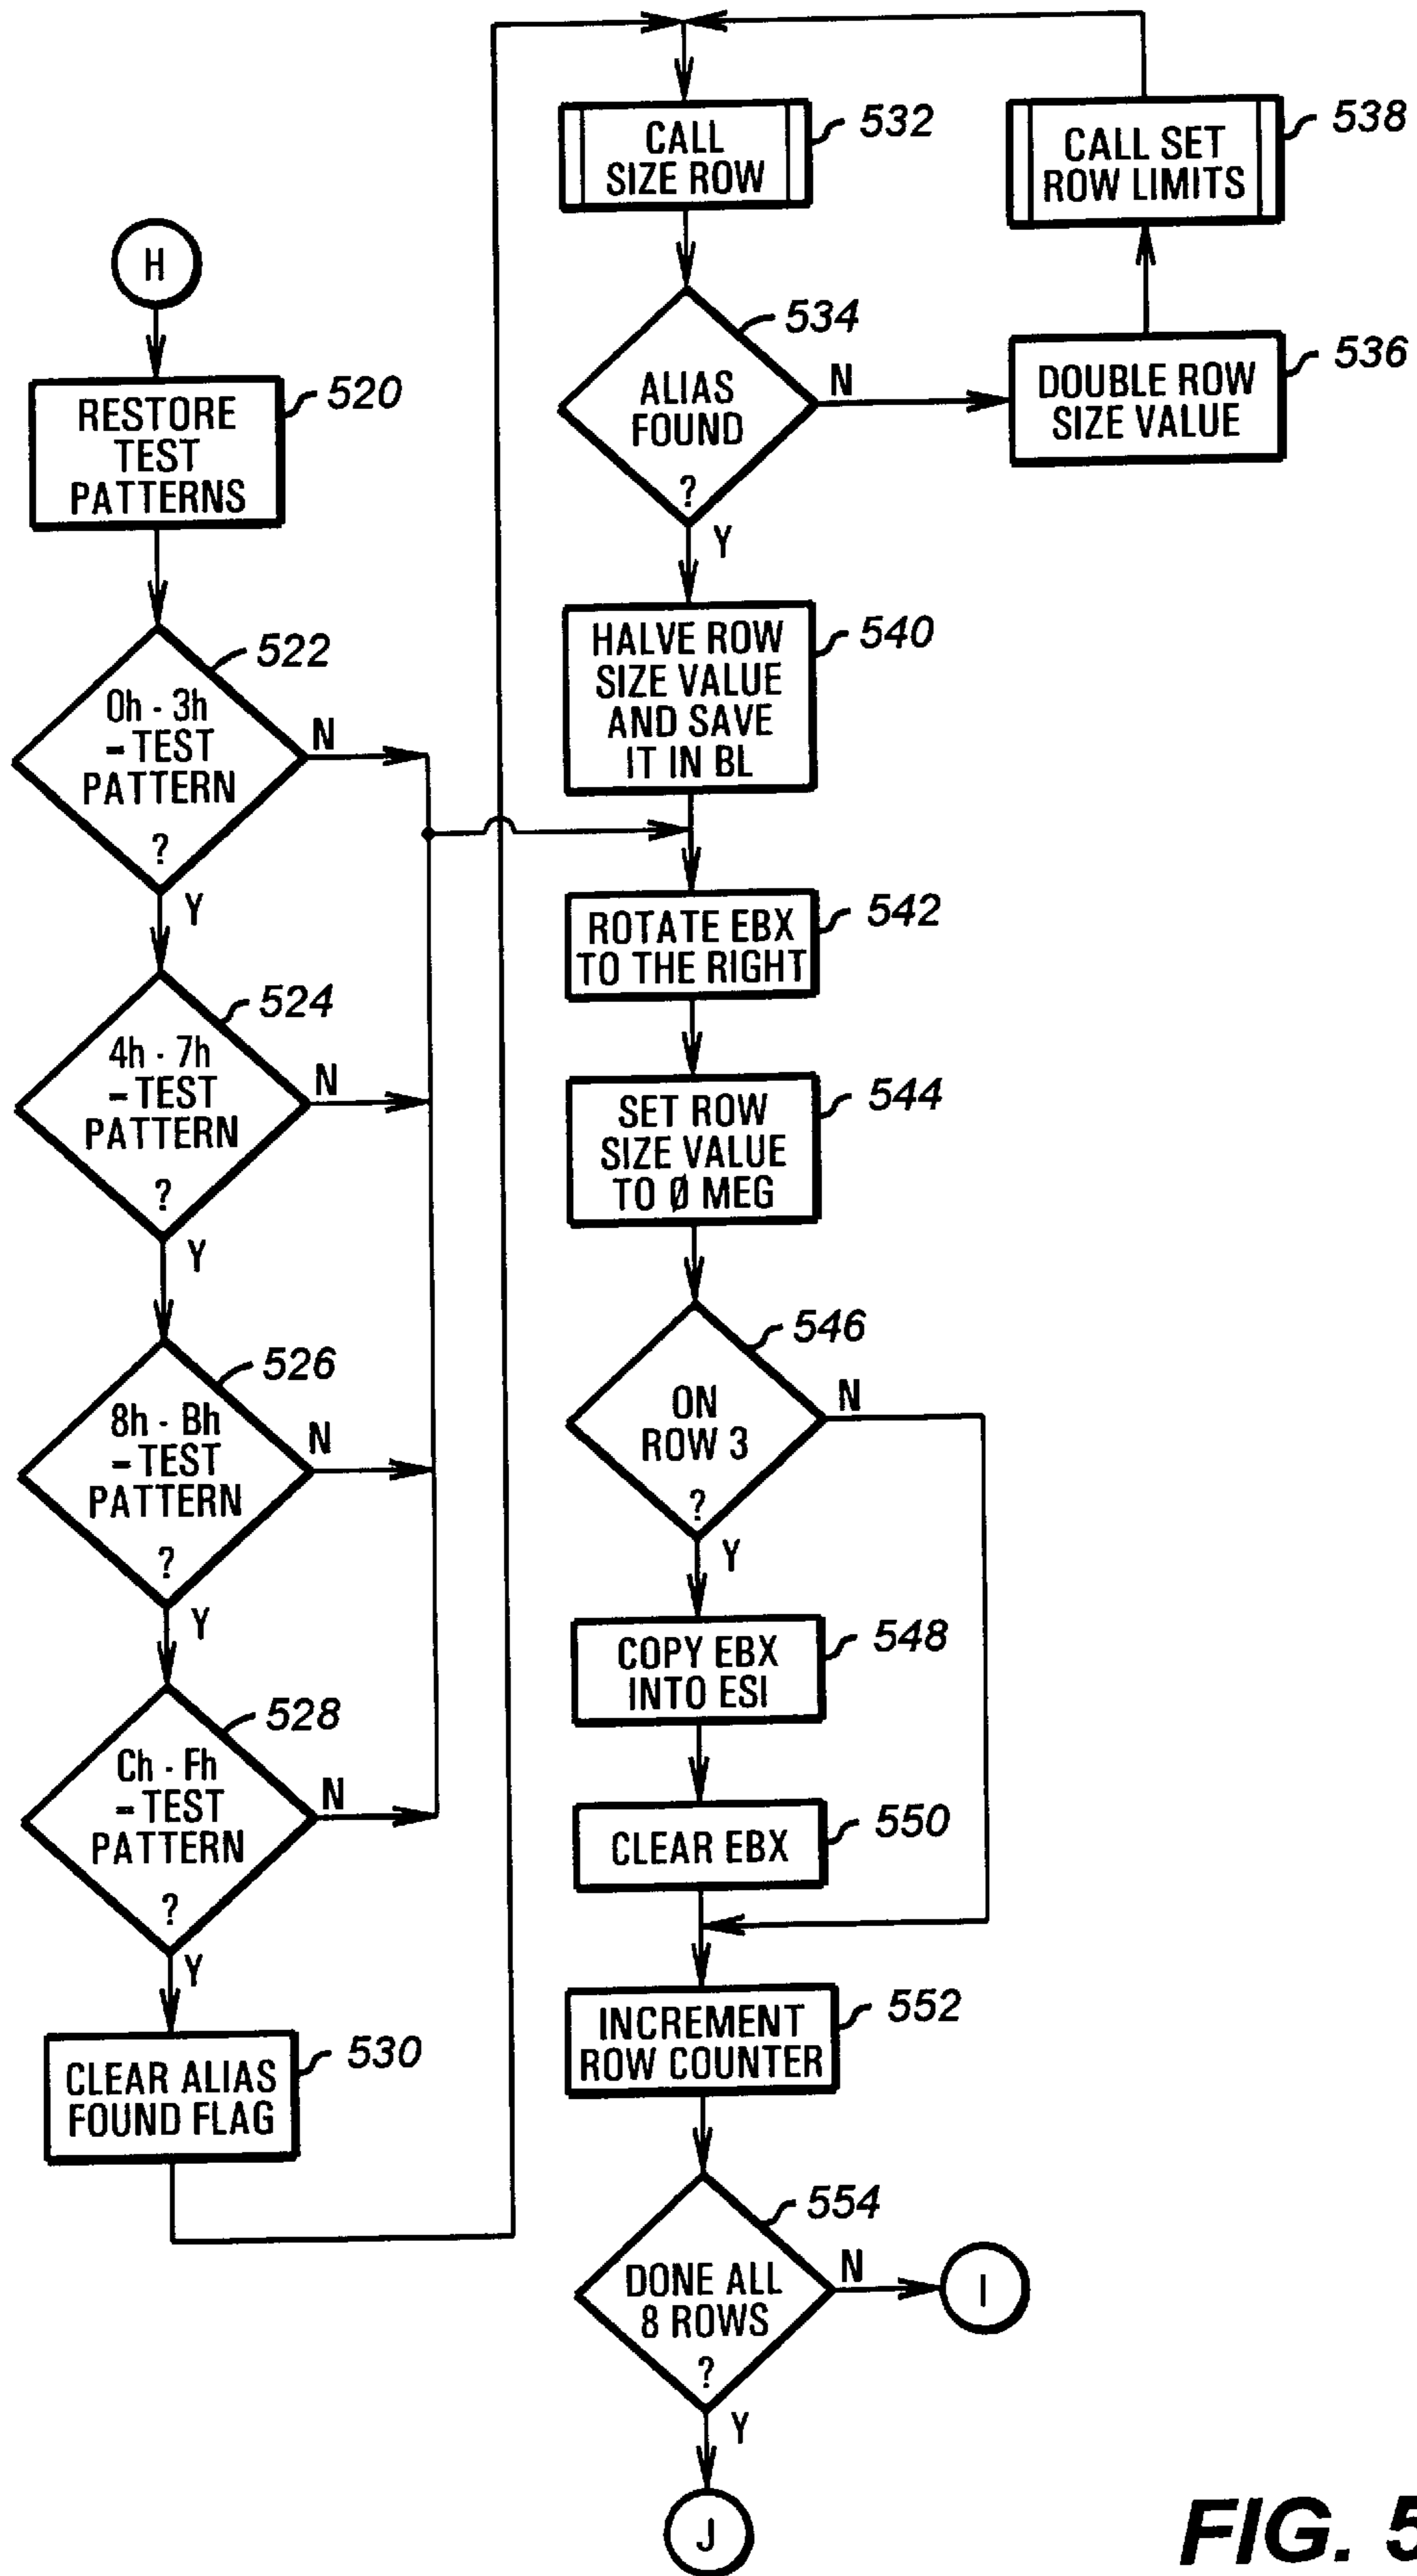 H
RESTORE
TEST
PATTERNS
520
522
0h - 3h
= TEST
PATTERN
?
N
Y
524
4h - 7h
= TEST
PATTERN
?
N
Y
526
8h - Bh
= TEST
PATTERN
?
N
Y
528
Ch - Fh
= TEST
PATTERN
?
N
Y
CLEAR ALIAS
FOUND FLAG
530
CALL
SIZE ROW
532
534
ALIAS
FOUND
?
N
Y
DOUBLE ROW
SIZE VALUE
536
CALL SET
ROW LIMITS
538
HALVE ROW
SIZE VALUE
AND SAVE
IT IN BL
540
ROTATE EBX
TO THE RIGHT
542
SET ROW
SIZE VALUE
TO Ø MEG
544
546
ON
ROW 3
?
N
Y
COPY EBX
INTO ESI
548
CLEAR EBX
550
INCREMENT
ROW COUNTER
552
554
DONE ALL
8 ROWS
?
N
I
Y
J
FIG. 5